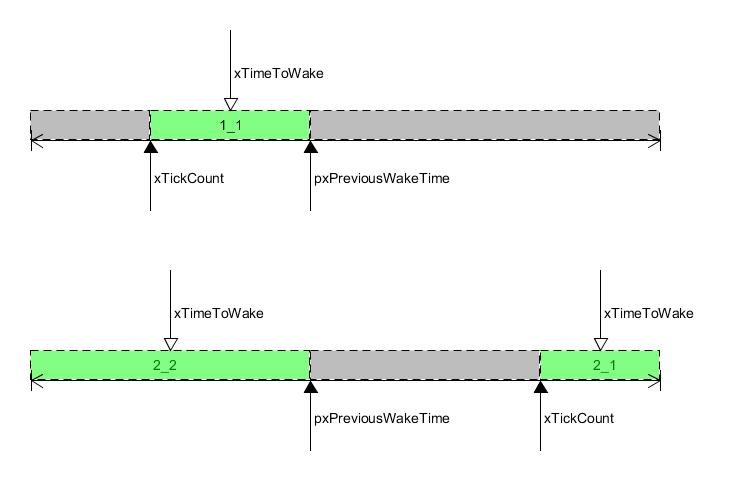 xTimeToWake
1_1
xTickCount
pxPreviousWakeTime
xTimeToWake
xTimeToWake
2_2
2_1
pxPreviousWakeTime
xTickCount